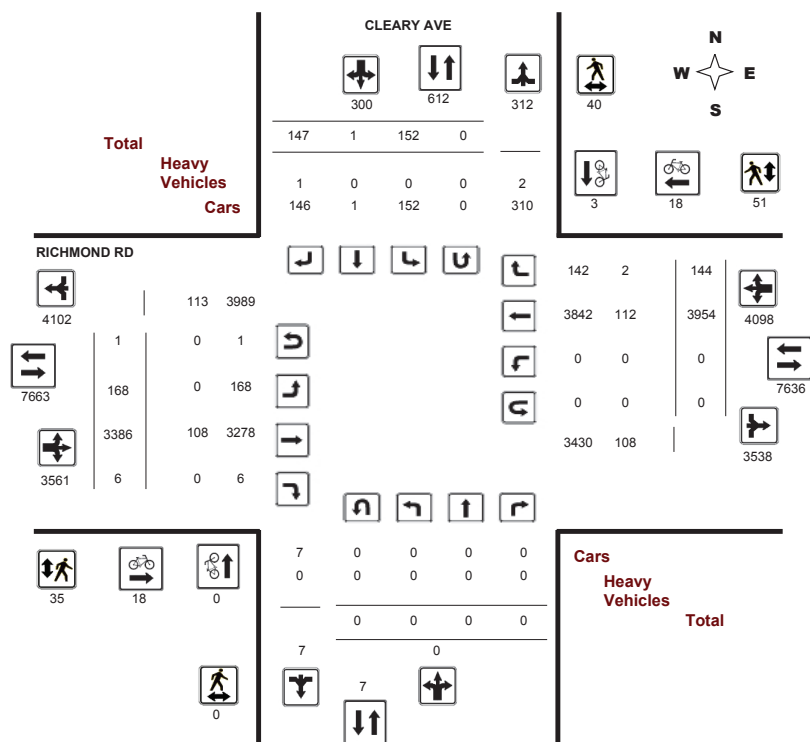 CLEARY AVE
N
W E
S
300 612 312 40
147 1 152 0
Total
Heavy
Vehicles
1 0 0 0 2
Cars
146 1 152 0 310
3 18 51
RICHMOND RD
4102
113 3989
142 2 144
4098
3842 112 3954
1 0 1
0 0 0
7663
168 0 168
7636
0 0 0
3386 108 3278
3430 108
3538
3561
6 0 6
7 0 0 0 0
0 0 0 0 0
0 0 0 0
7 0
Cars
Heavy
Vehicles
Total
35 18 0
0
7